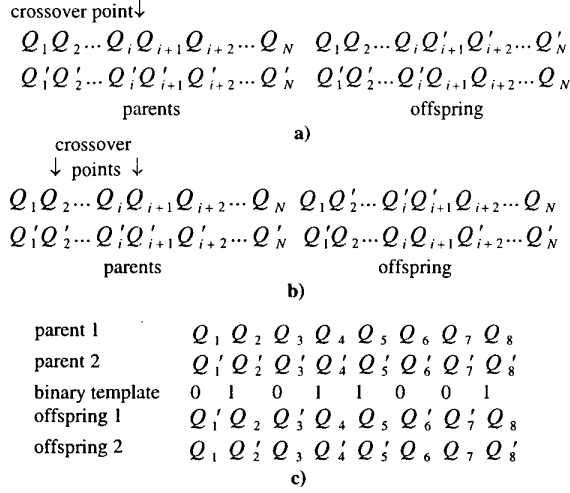 crossover point↓
Q₁Q₂... QᵢQᵢ₊₁Qᵢ₊₂... Q_N Q₁Q₂... QᵢQ'ᵢ₊₁Q'ᵢ₊₂... Q'_N
Q'₁Q'₂... Q'ᵢQ'ᵢ₊₁Q'ᵢ₊₂... Q'_N Q'₁Q'₂... Q'ᵢQᵢ₊₁Qᵢ₊₂... Q_N
parents offspring
a)
crossover
↓ points ↓
Q₁Q₂... QᵢQᵢ₊₁Qᵢ₊₂... Q_N Q₁Q'₂... Q'ᵢQ'ᵢ₊₁Qᵢ₊₂... Q_N
Q'₁Q'₂... Q'ᵢQ'ᵢ₊₁Q'ᵢ₊₂... Q'_N Q'₁Q₂... QᵢQᵢ₊₁Q'ᵢ₊₂... Q'_N
parents offspring
b)
parent 1 Q₁ Q₂ Q₃ Q₄ Q₅ Q₆ Q₇ Q₈
parent 2 Q'₁ Q'₂ Q'₃ Q'₄ Q'₅ Q'₆ Q'₇ Q'₈
binary template 0 1 0 1 1 0 0 1
offspring 1 Q'₁ Q₂ Q'₃ Q₄ Q₅ Q'₆ Q'₇ Q₈
offspring 2 Q₁ Q'₂ Q₃ Q'₄ Q'₅ Q₆ Q₇ Q'₈
c)